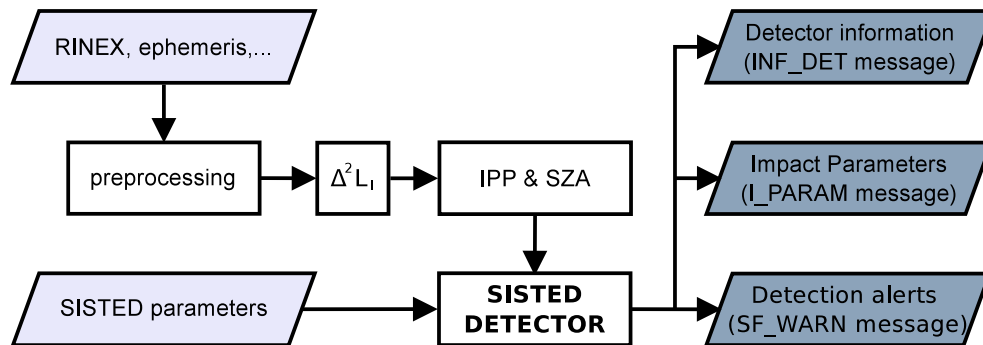 RINEX, ephemeris,...
Detector information
(INF_DET message)
preprocessing
Δ²L_I
IPP & SZA
Impact Parameters
(I_PARAM message)
SISTED parameters
SISTED
DETECTOR
Detection alerts
(SF_WARN message)